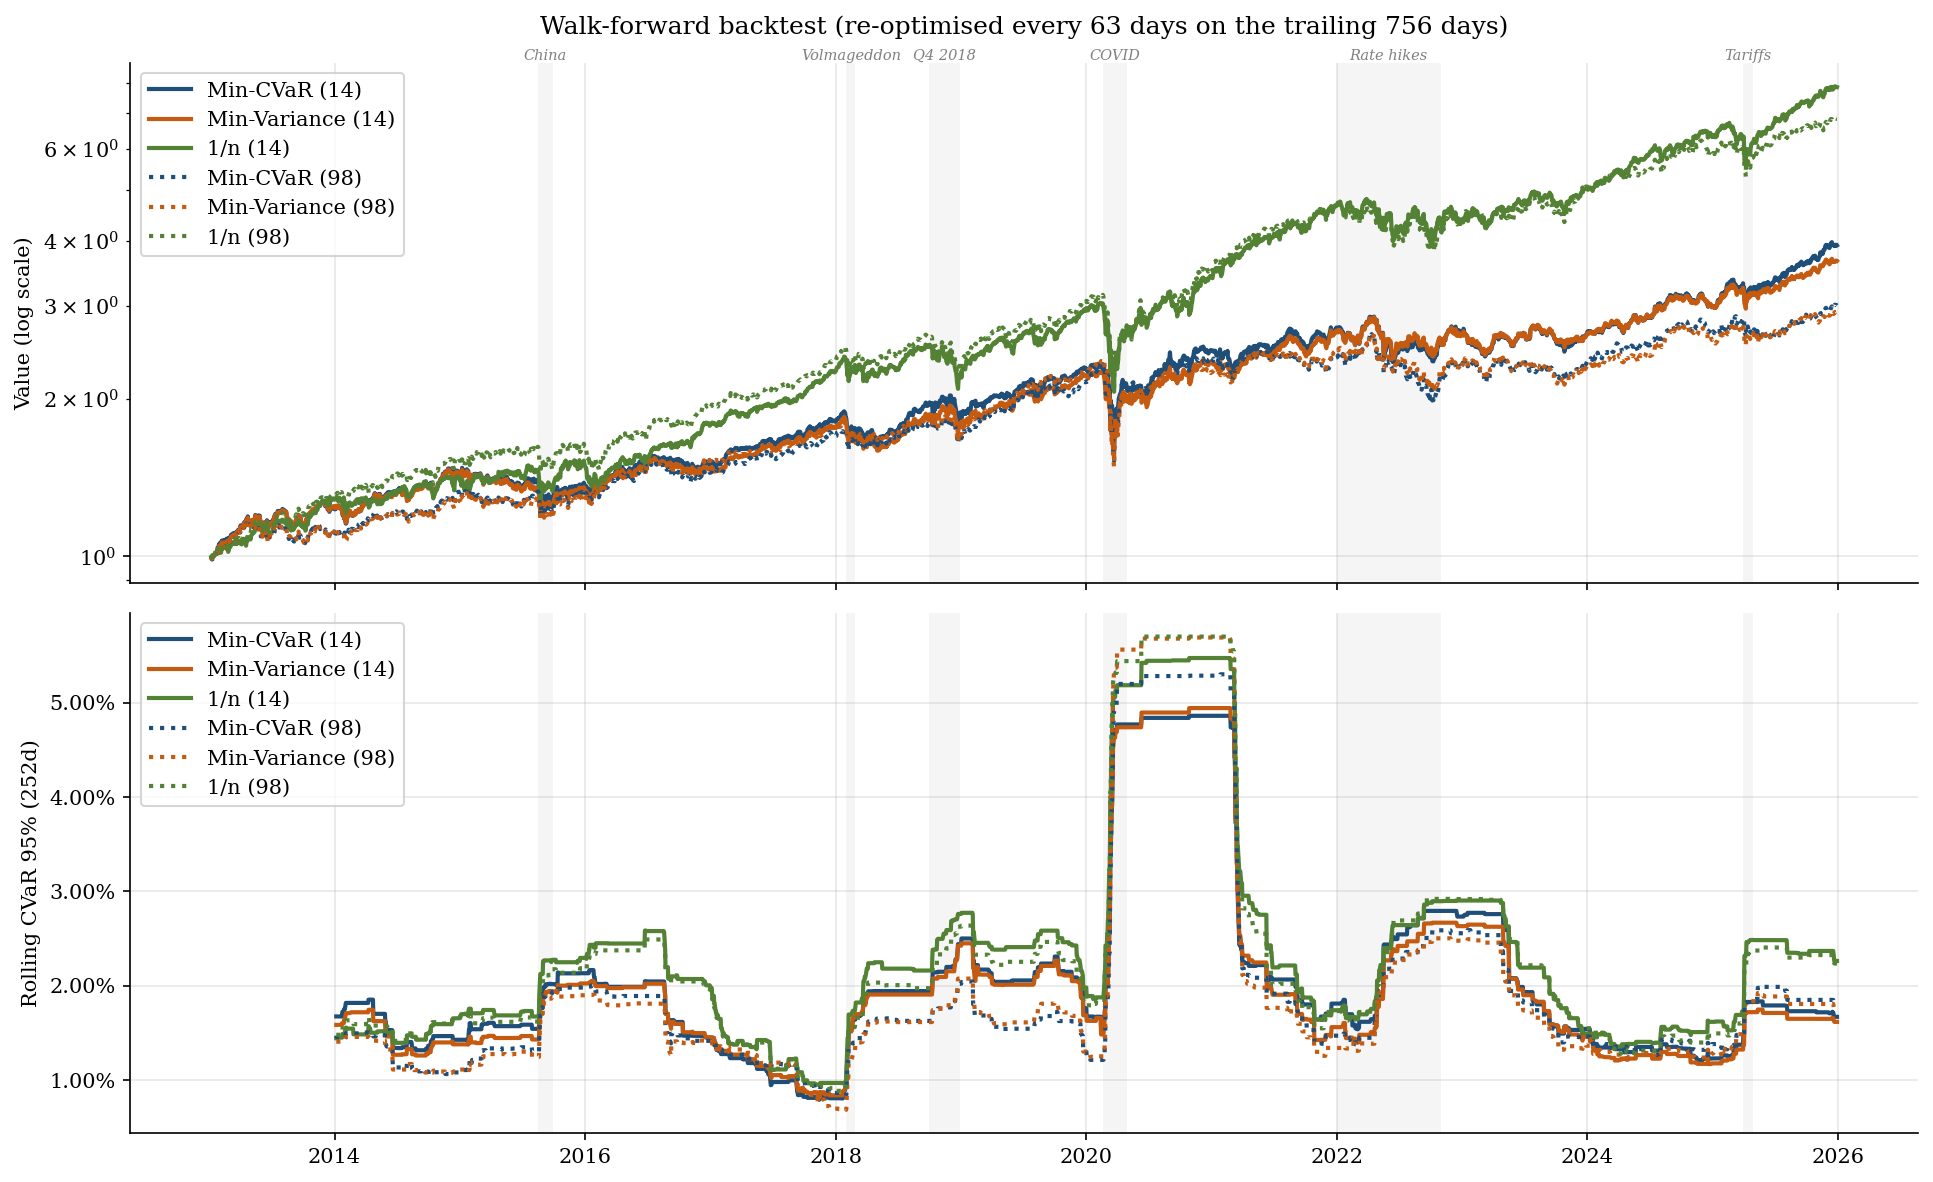 Walk-forward backtest (re-optimised every 63 days on the trailing 756 days)
China
Volmageddon
Q4 2018
COVID
Rate hikes
Tariffs
Value (log scale)
6 × 10⁰
4 × 10⁰
3 × 10⁰
2 × 10⁰
10⁰
Min-CVaR (14)
Min-Variance (14)
1/n (14)
Min-CVaR (98)
Min-Variance (98)
1/n (98)
Rolling CVaR 95% (252d)
5.00%
4.00%
3.00%
2.00%
1.00%
Min-CVaR (14)
Min-Variance (14)
1/n (14)
Min-CVaR (98)
Min-Variance (98)
1/n (98)
2014
2016
2018
2020
2022
2024
2026